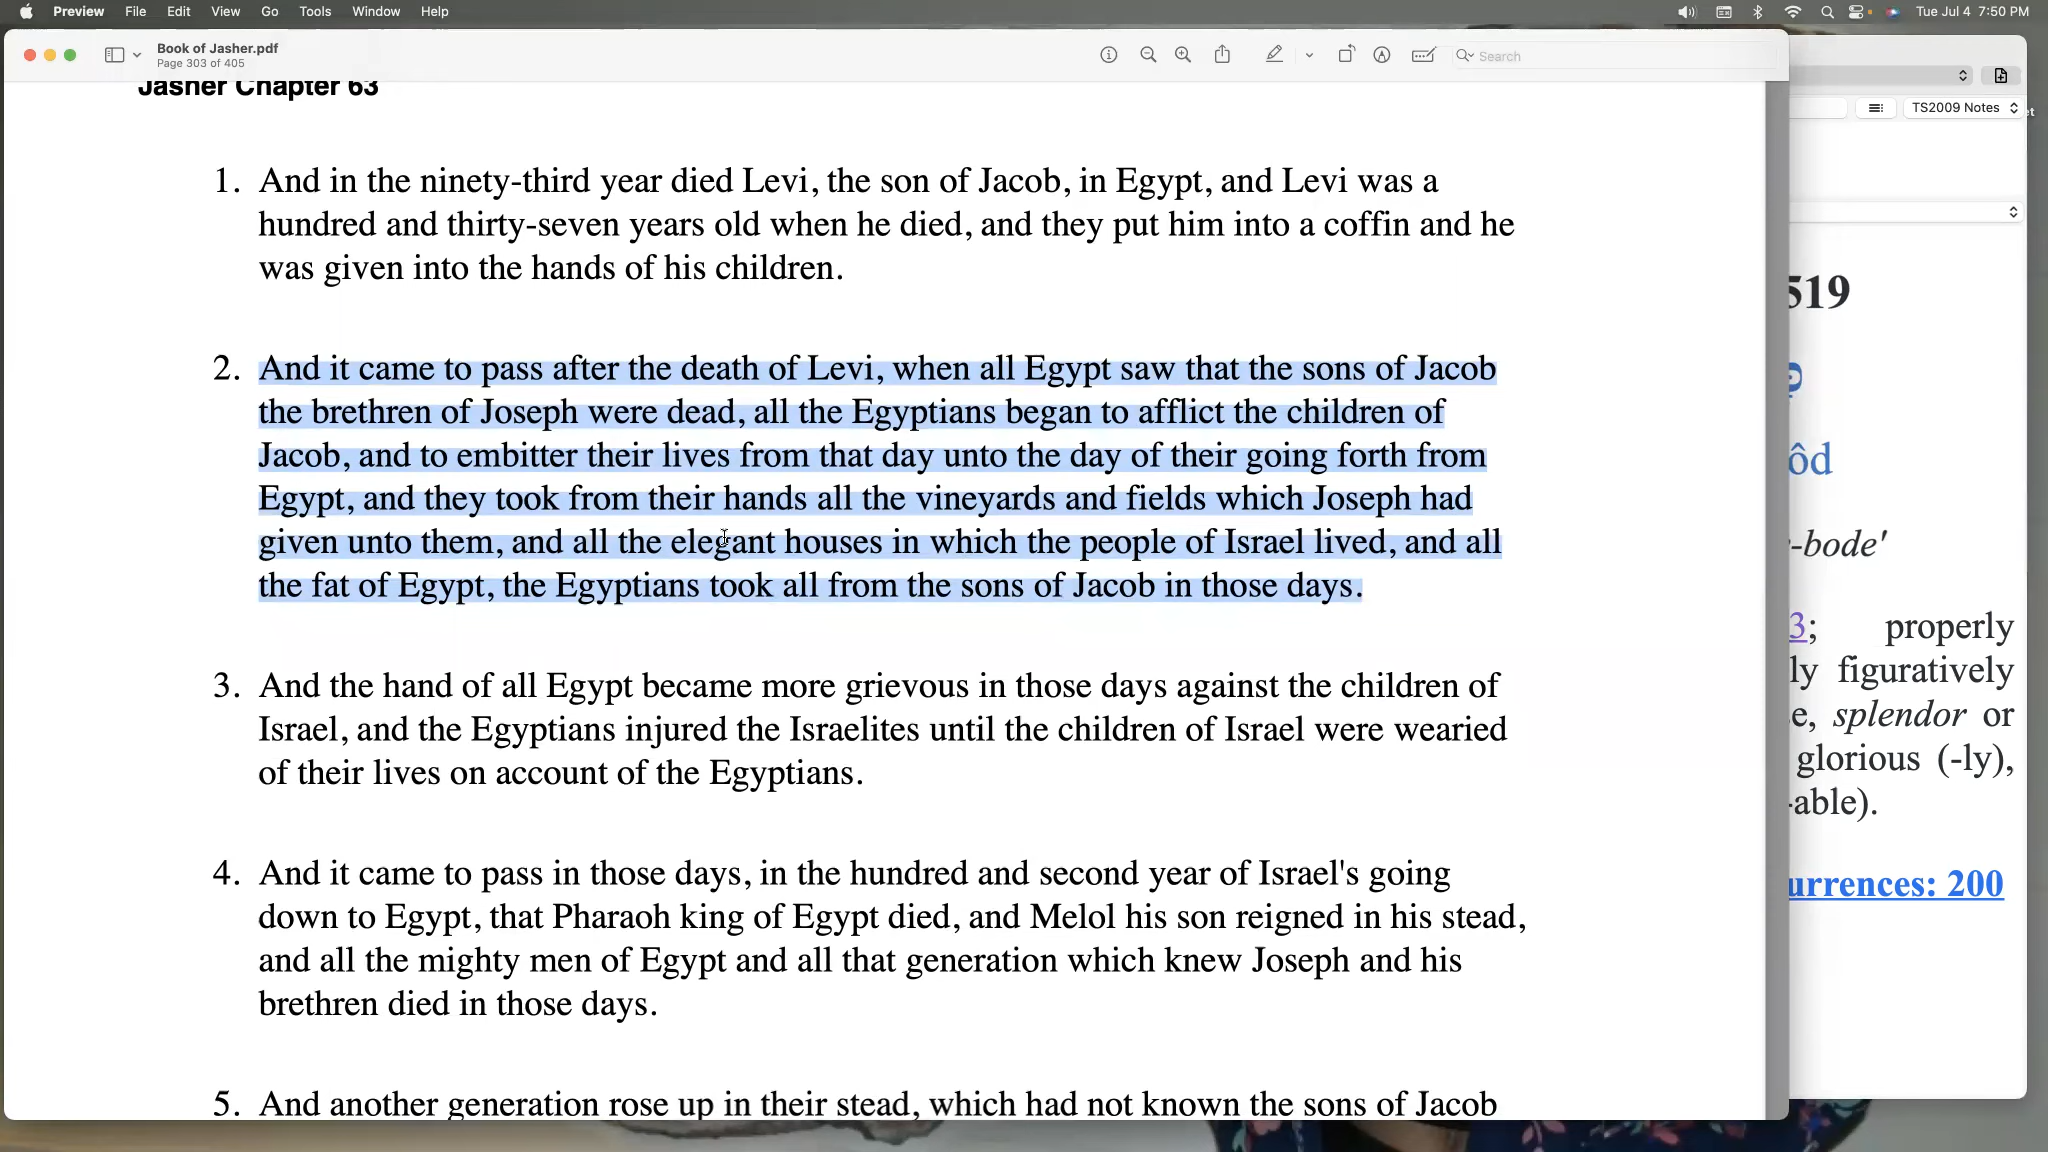 Preview File Edit View Go Tools Window Help Tue Jul 4 7:50 PM
Book of Jasher.pdf
Page 303 of 405
Search
TS2009 Notes
Jasher Chapter 63
1. And in the ninety-third year died Levi, the son of Jacob, in Egypt, and Levi was a
hundred and thirty-seven years old when he died, and they put him into a coffin and he
was given into the hands of his children.
2. And it came to pass after the death of Levi, when all Egypt saw that the sons of Jacob
the brethren of Joseph were dead, all the Egyptians began to afflict the children of
Jacob, and to embitter their lives from that day unto the day of their going forth from
Egypt, and they took from their hands all the vineyards and fields which Joseph had
given unto them, and all the elegant houses in which the people of Israel lived, and all
the fat of Egypt, the Egyptians took all from the sons of Jacob in those days.
3. And the hand of all Egypt became more grievous in those days against the children of
Israel, and the Egyptians injured the Israelites until the children of Israel were wearied
of their lives on account of the Egyptians.
4. And it came to pass in those days, in the hundred and second year of Israel's going
down to Egypt, that Pharaoh king of Egypt died, and Melol his son reigned in his stead,
and all the mighty men of Egypt and all that generation which knew Joseph and his
brethren died in those days.
5. And another generation rose up in their stead, which had not known the sons of Jacob
519
ôd
-bode'
3; properly
ly figuratively
e, splendor or
glorious (-ly),
-able).
urrences: 200